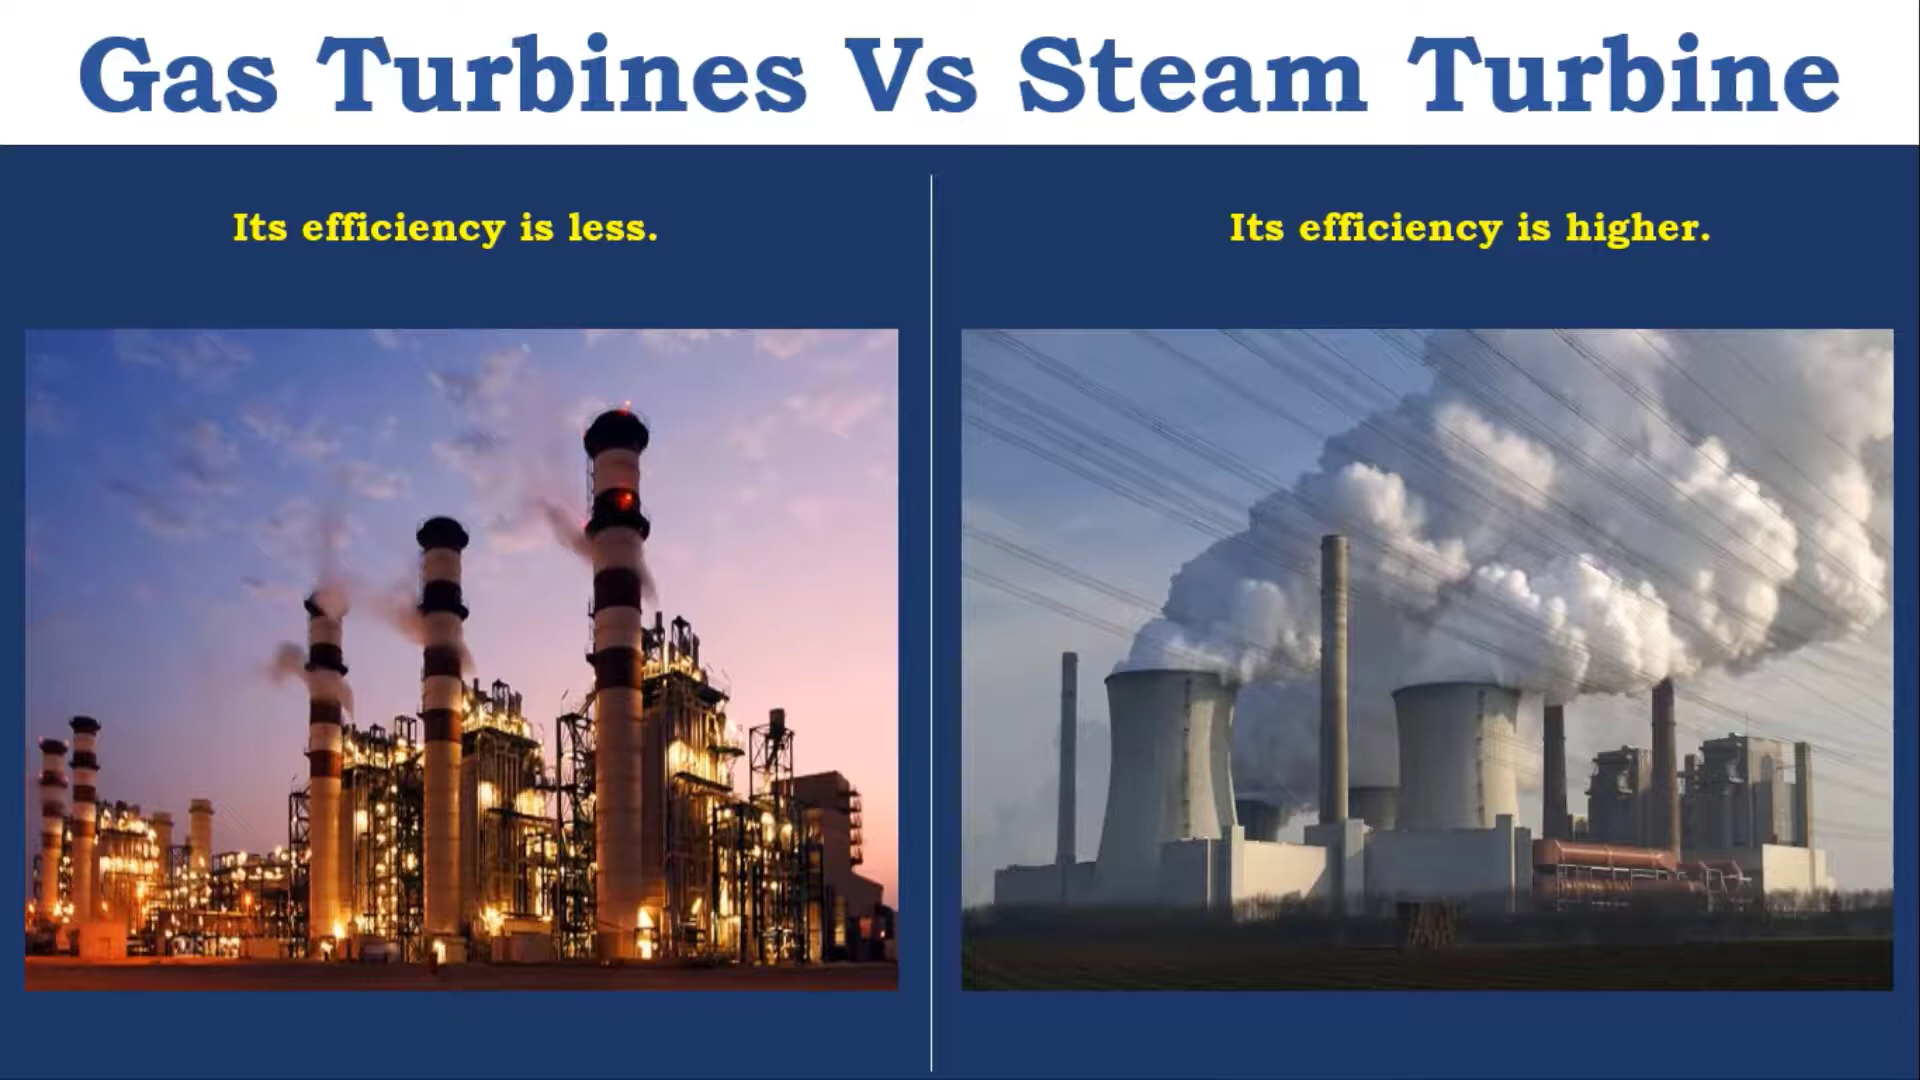 Gas Turbines Vs Steam Turbine
Its efficiency is less.
Its efficiency is higher.